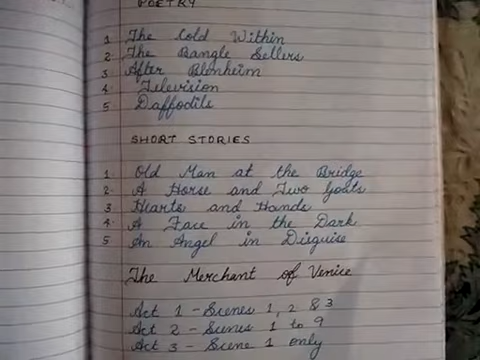 POETRY
1 The Cold Within
2. The Bangle Sellers
3 After Blenheim
4 Television
5 Daffodils
SHORT STORIES
1. Old Man at the Bridge
2. A Horse and Two Goats
3 Hearts and Hands
4. A Face in the Dark
5 An Angel in Disguise
The Merchant of Venice
Act 1 - Scenes 1, 2 & 3
Act 2 - Scenes 1 to 9
Act 3 - Scene 1 only